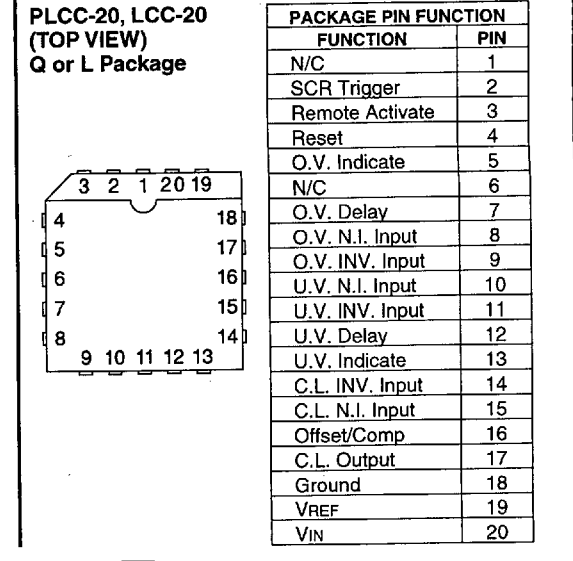 PLCC-20, LCC-20
(TOP VIEW)
Q or L Package
3 2 1 20 19
4 18
5 17
6 16
7 15
8 14
9 10 11 12 13
PACKAGE PIN FUNCTION
FUNCTION PIN
N/C 1
SCR Trigger 2
Remote Activate 3
Reset 4
O.V. Indicate 5
N/C 6
O.V. Delay 7
O.V. N.I. Input 8
O.V. INV. Input 9
U.V. N.I. Input 10
U.V. INV. Input 11
U.V. Delay 12
U.V. Indicate 13
C.L. INV. Input 14
C.L. N.I. Input 15
Offset/Comp 16
C.L. Output 17
Ground 18
VREF 19
VIN 20